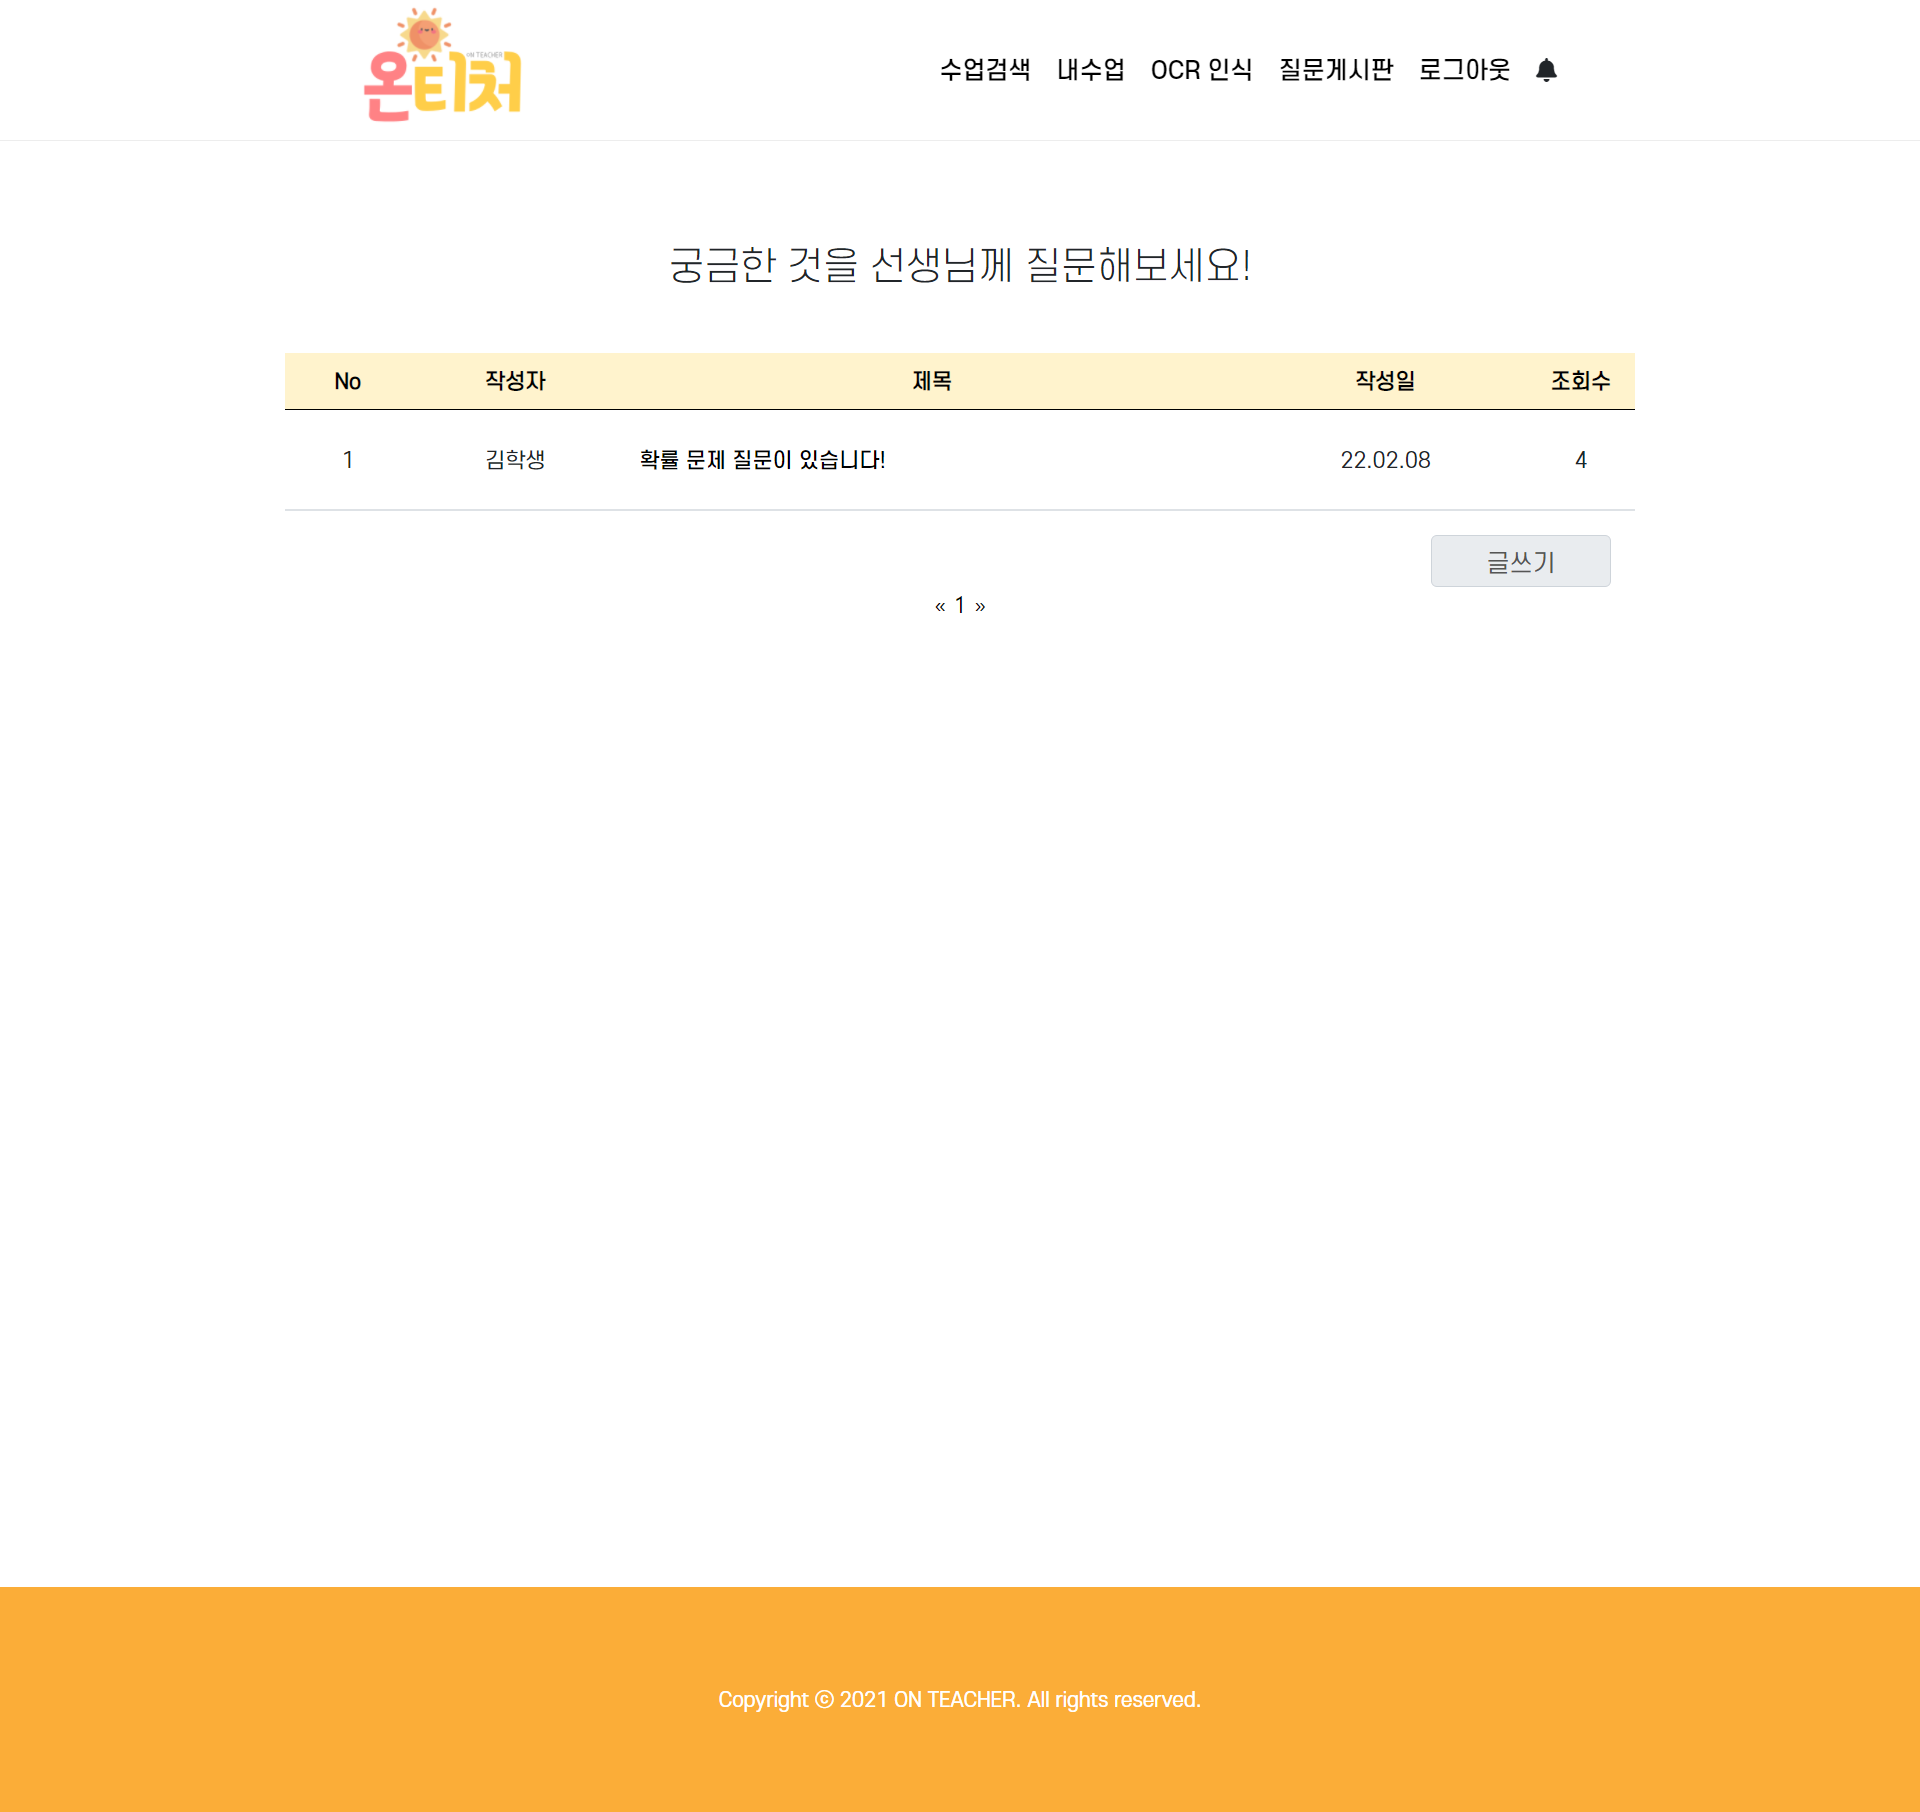 ON TEACHER
온티처
수업검색 내수업 OCR 인식 질문게시판 로그아웃
궁금한 것을 선생님께 질문해보세요!
No 작성자 제목 작성일 조회수
1 김학생 확률 문제 질문이 있습니다! 22.02.08 4
글쓰기
« 1 »
Copyright ⓒ 2021 ON TEACHER. All rights reserved.